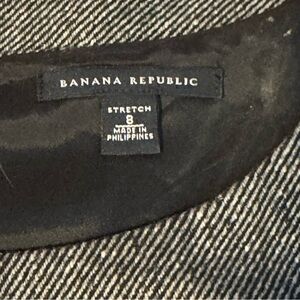 BANANA REPUBLIC
STRETCH
8
MADE IN
PHILIPPINES